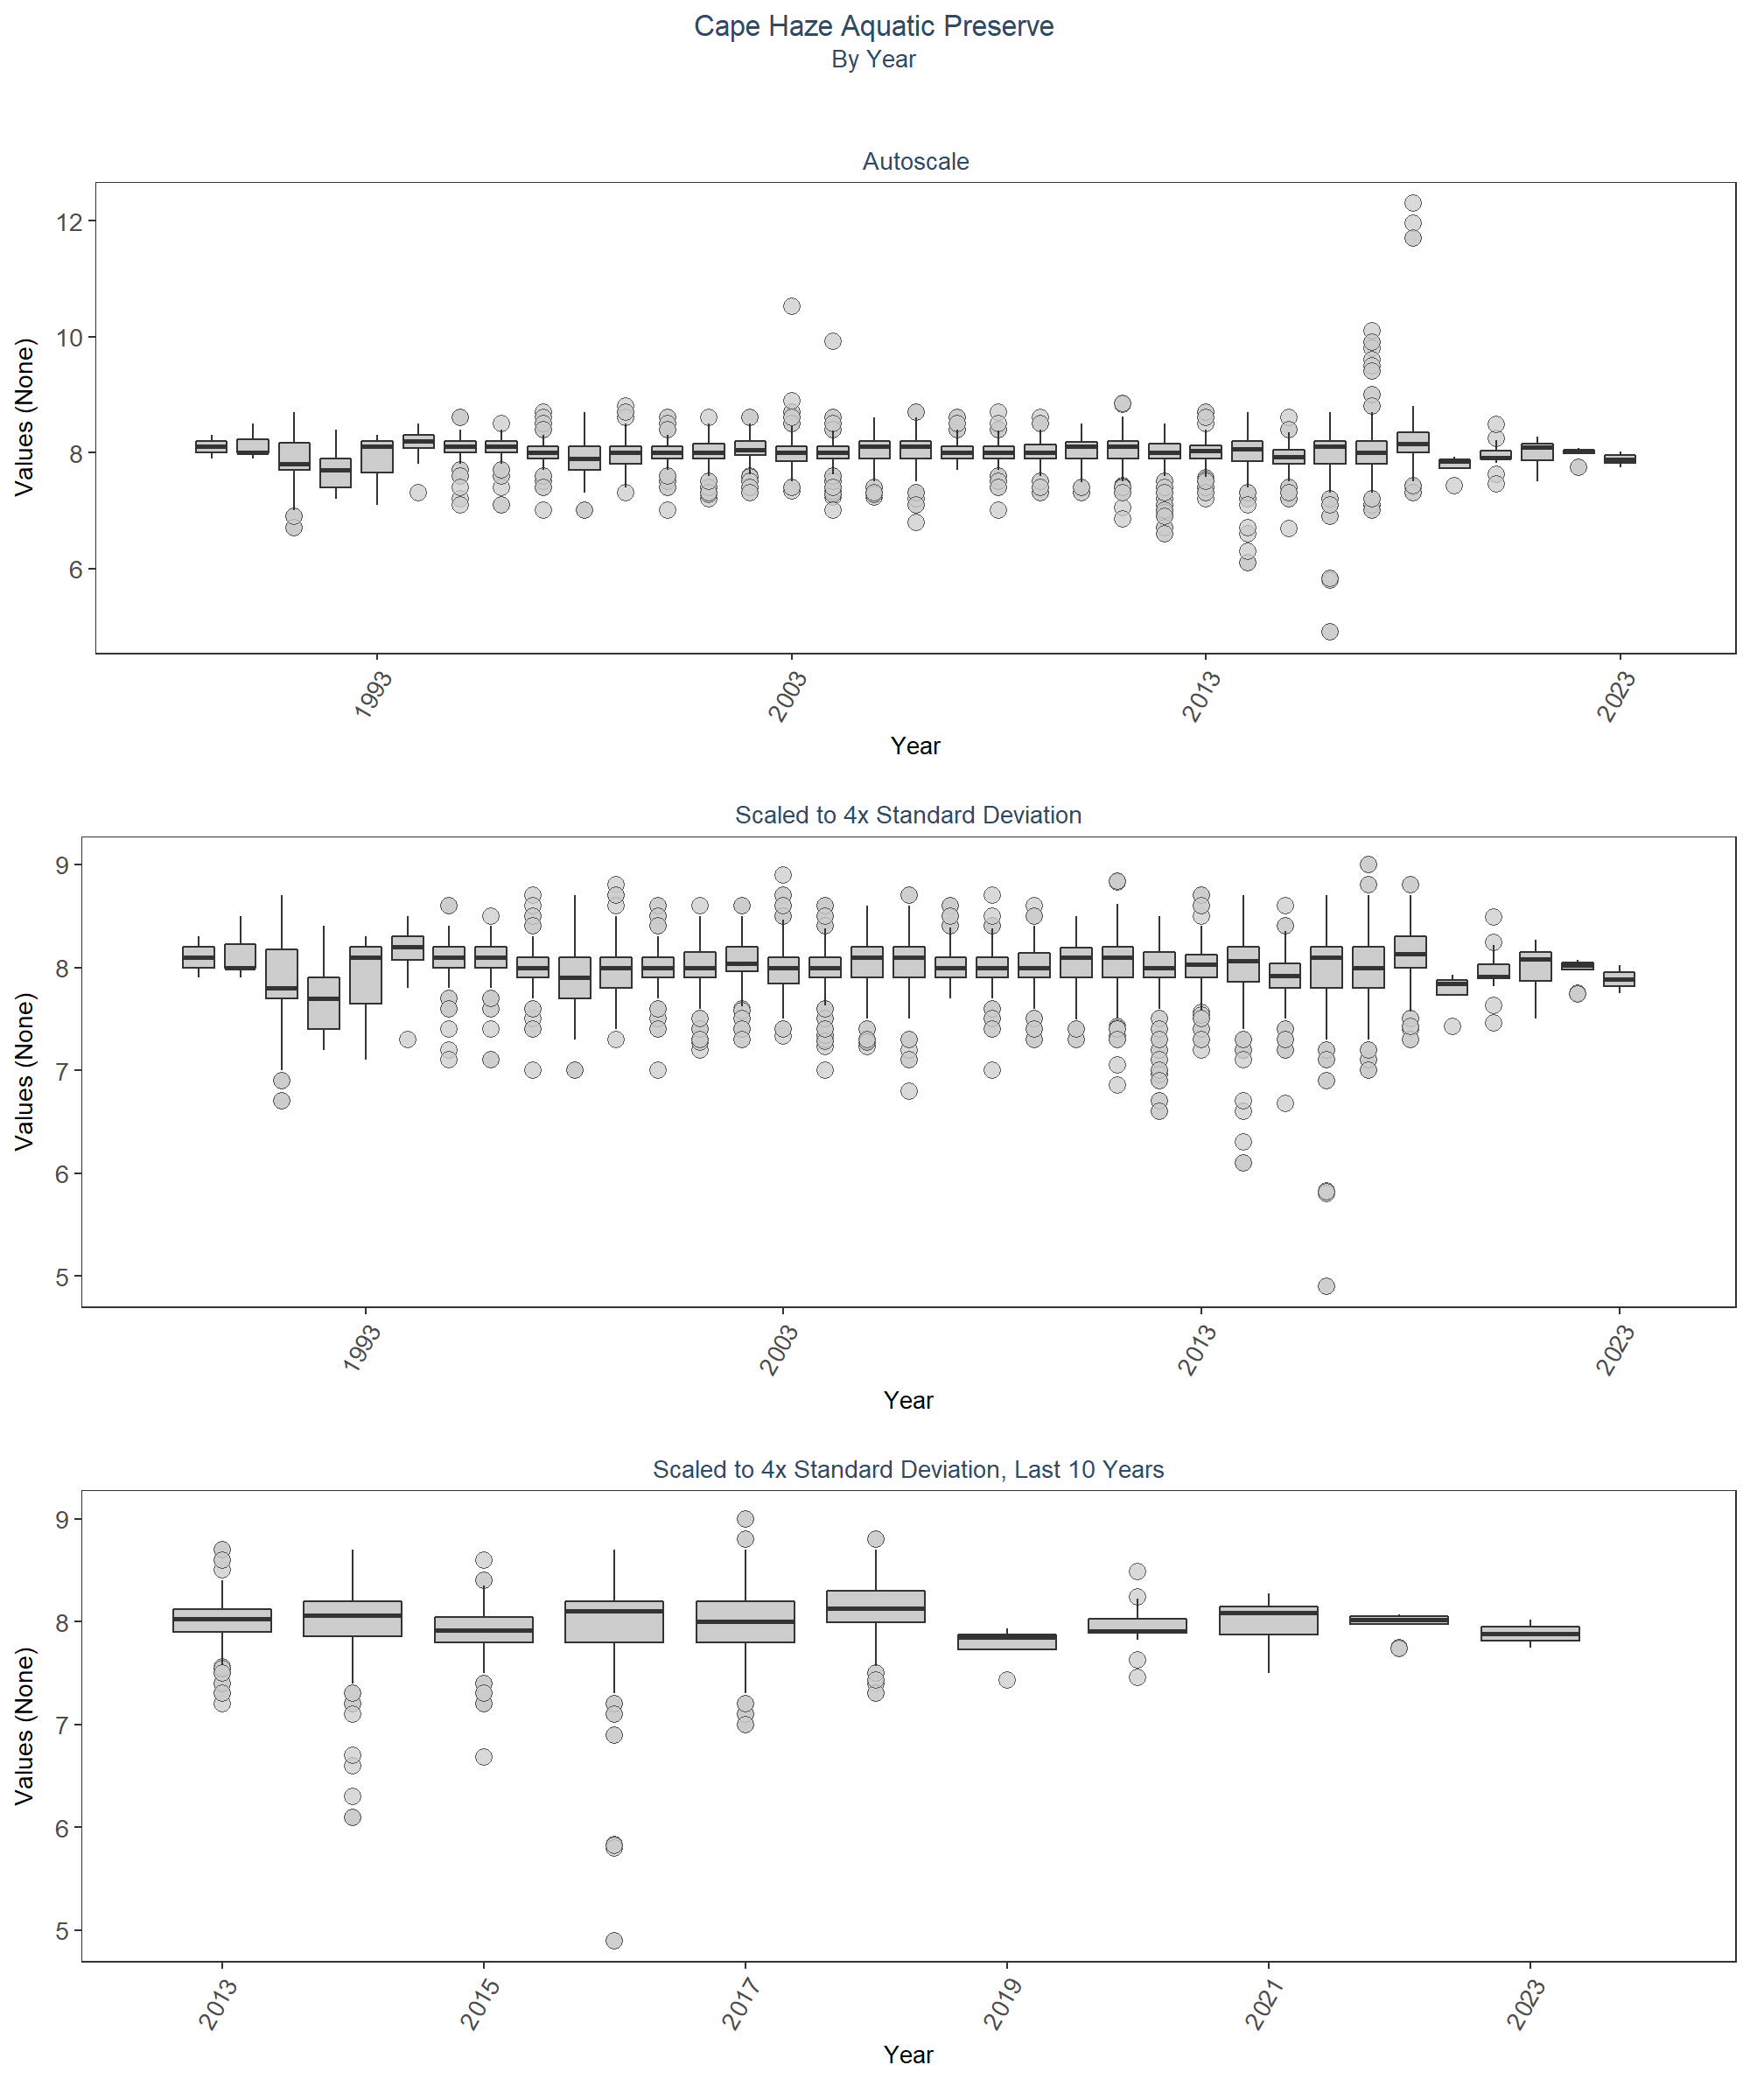 Cape Haze Aquatic Preserve
By Year
Autoscale
12
10
8
6
Values (None)
1993
2003
2013
2023
Year
Scaled to 4x Standard Deviation
9
8
7
6
5
Values (None)
1993
2003
2013
2023
Year
Scaled to 4x Standard Deviation, Last 10 Years
9
8
7
6
5
Values (None)
2013
2015
2017
2019
2021
2023
Year